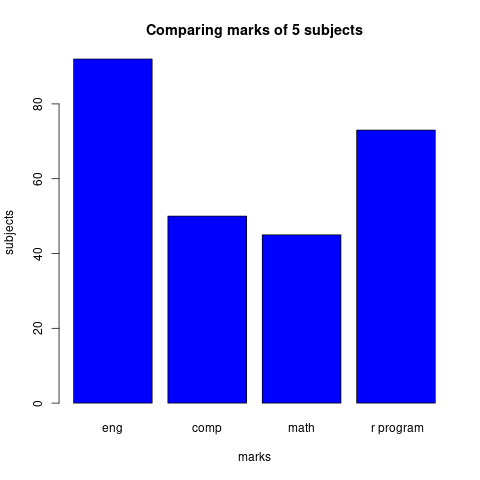 Comparing marks of 5 subjects
subjects
80
60
40
20
0
eng comp math r program
marks